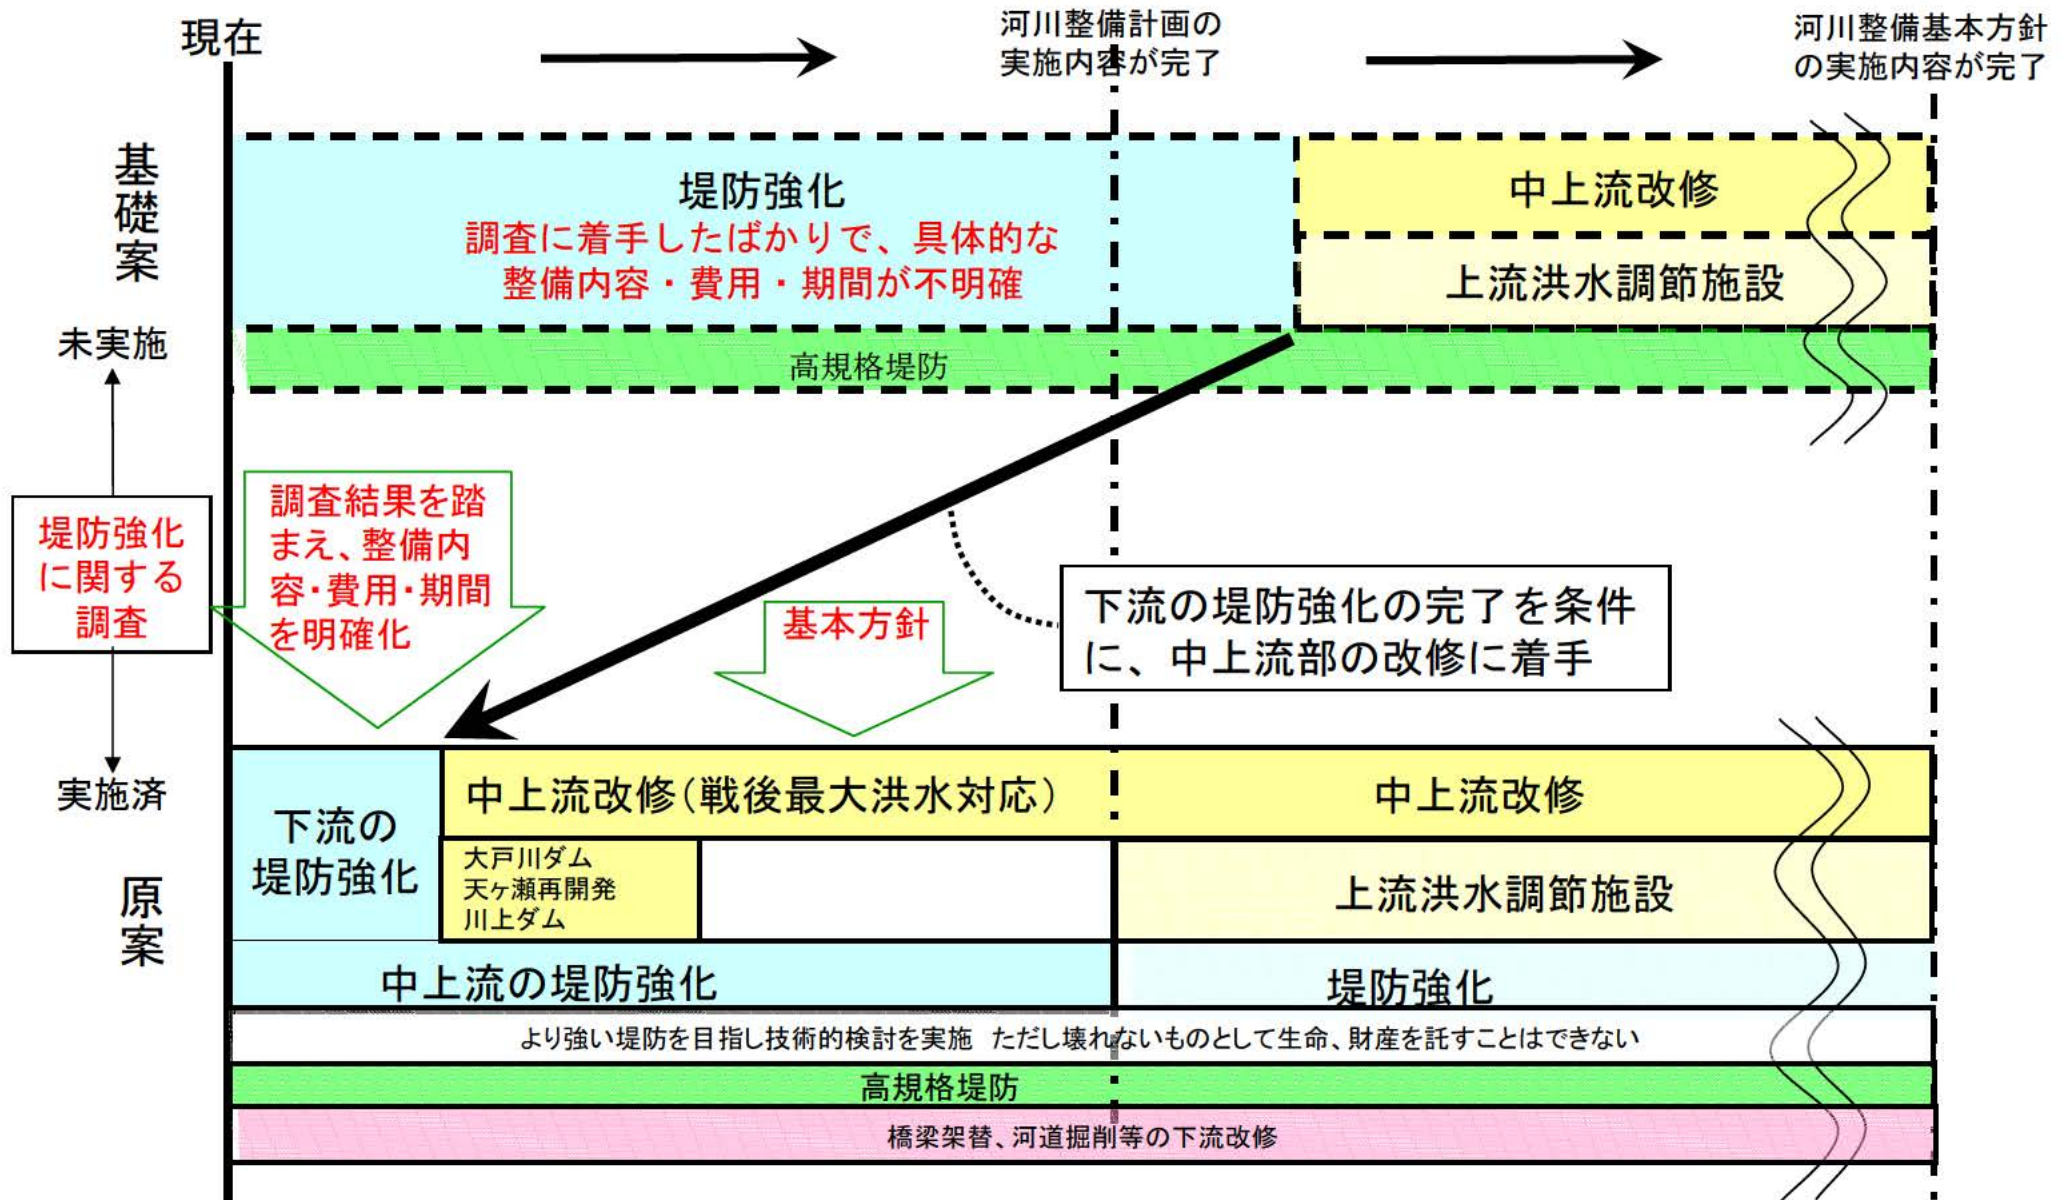 現在
河川整備計画の
実施内容が完了
河川整備基本方針
の実施内容が完了
基礎案
堤防強化
調査に着手したばかりで、具体的な
整備内容・費用・期間が不明確
中上流改修
上流洪水調節施設
高規格堤防
未実施
堤防強化
に関する
調査
実施済
調査結果を踏
まえ、整備内
容・費用・期間
を明確化
基本方針
下流の堤防強化の完了を条件
に、中上流部の改修に着手
原案
下流の
堤防強化
中上流改修（戦後最大洪水対応）
中上流改修
大戸川ダム
天ヶ瀬再開発
川上ダム
上流洪水調節施設
中上流の堤防強化
堤防強化
より強い堤防を目指し技術的検討を実施　ただし壊れないものとして生命、財産を託すことはできない
高規格堤防
橋梁架替、河道掘削等の下流改修